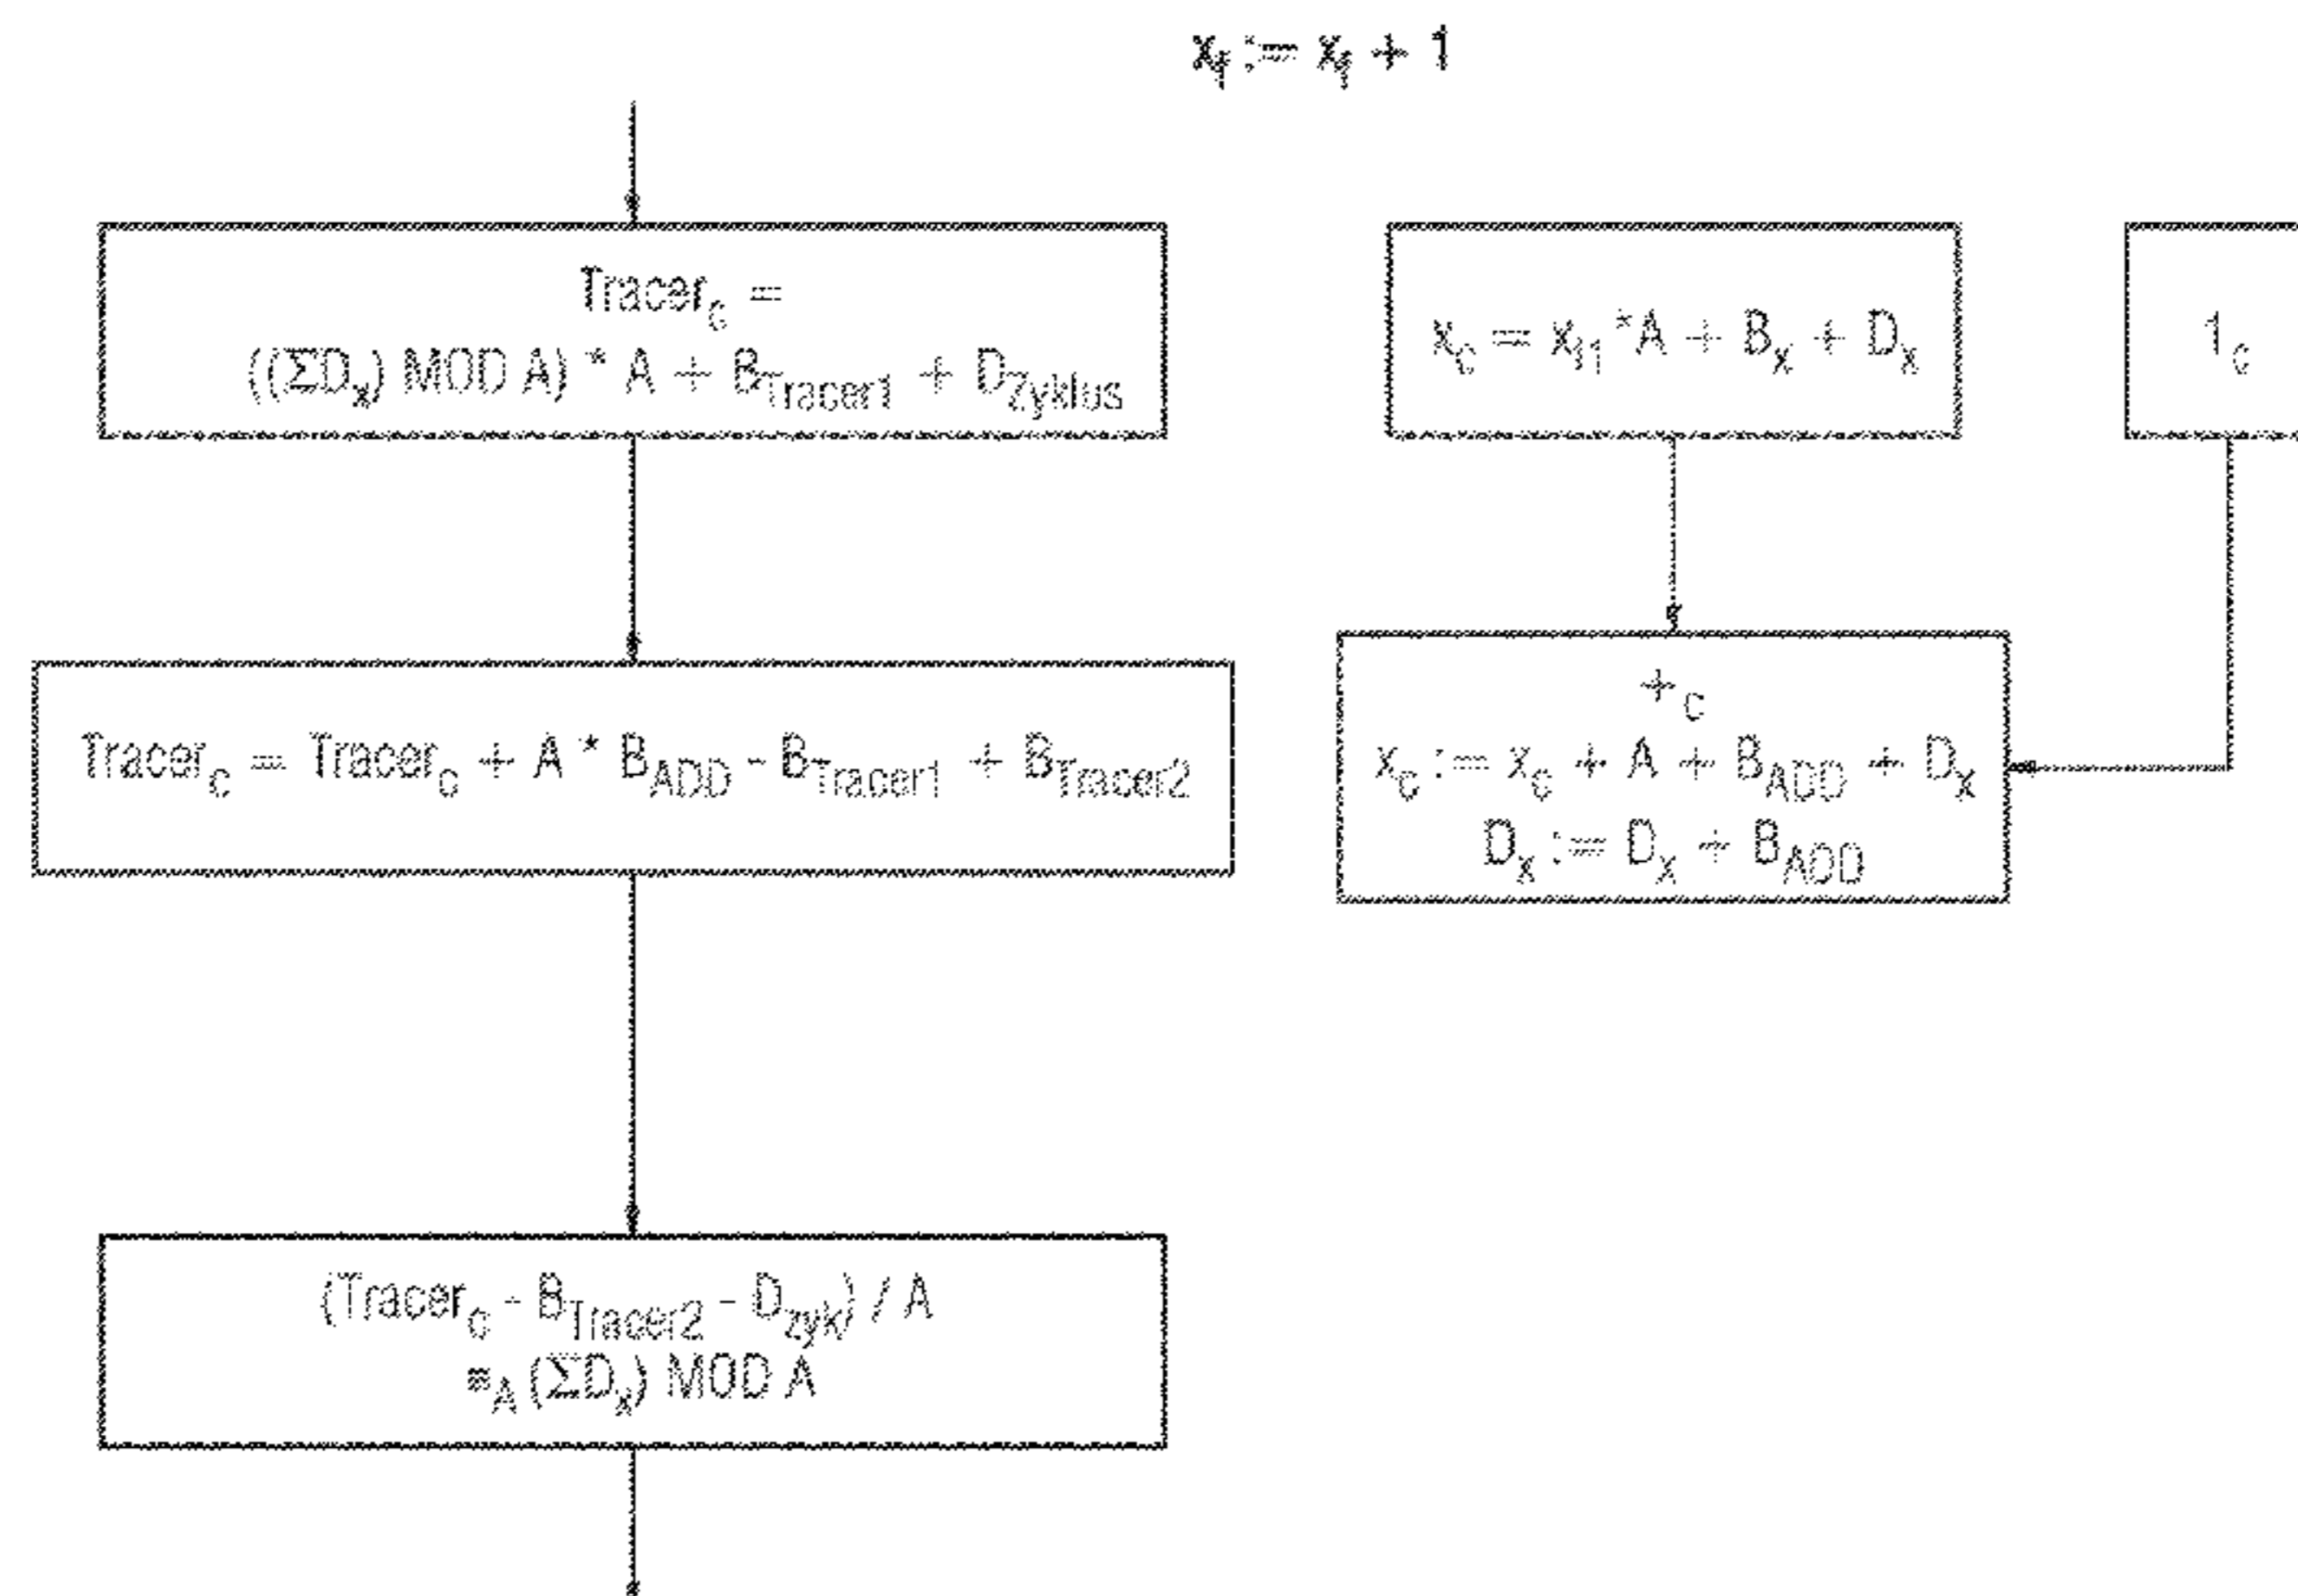 x_f := x_f + 1
Tracer_c =
((ΣD_x) MOD A) * A + B_Tracer1 + D_Zyklus
x_c = x_f1 *A + B_x + D_x
1_c
Tracer_c = Tracer_c + A * B_ADD - B_Tracer1 + B_Tracer2
+_c
x_c := x_c + A + B_ADD + D_x
D_x := D_x + B_ADD
(Tracer_c - B_Tracer2 - D_zyk) / A
≡_A (ΣD_x) MOD A